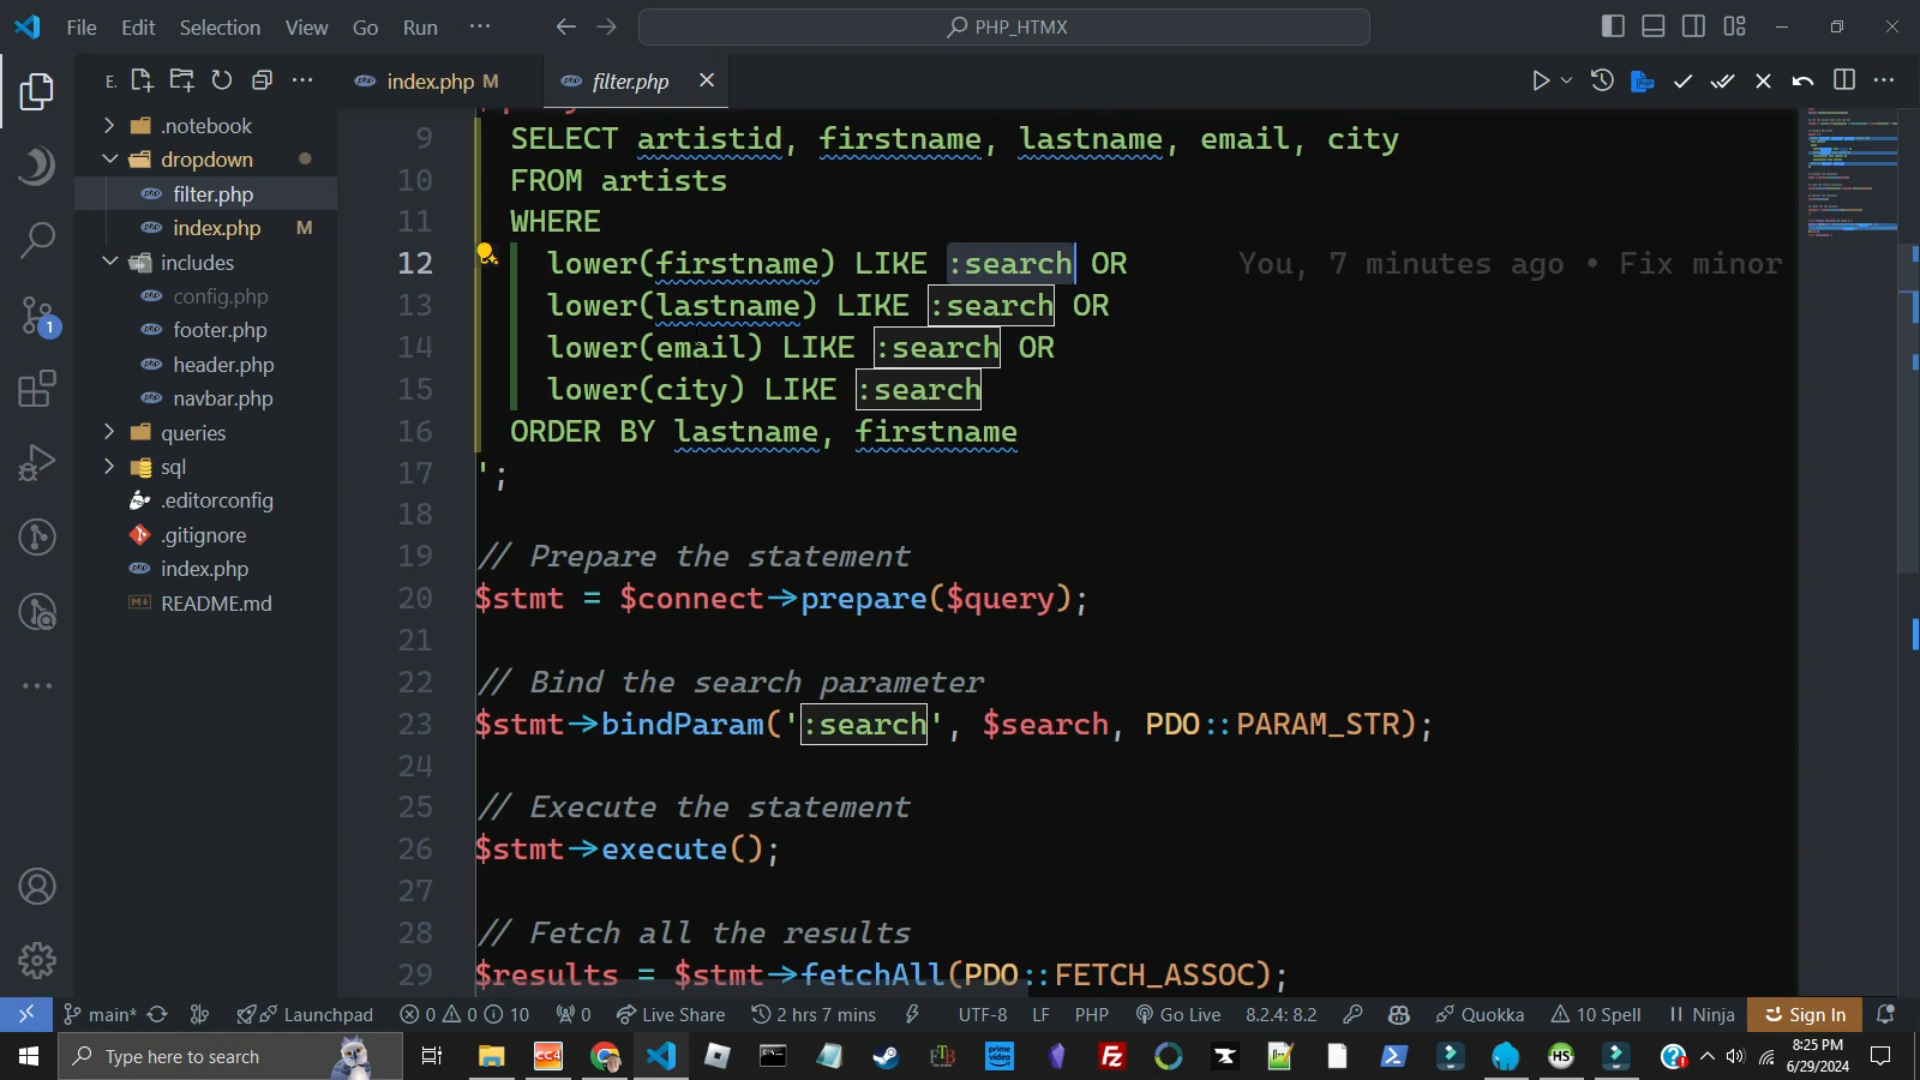 File Edit Selection View Go Run ···
PHP_HTMX
E.
index.php M
filter.php
.notebook
dropdown
filter.php
index.php M
includes
config.php
footer.php
header.php
navbar.php
queries
sql
.editorconfig
.gitignore
index.php
README.md
1
9 SELECT artistid, firstname, lastname, email, city
10 FROM artists
11 WHERE
12 lower(firstname) LIKE :search OR You, 7 minutes ago • Fix minor
13 lower(lastname) LIKE :search OR
14 lower(email) LIKE :search OR
15 lower(city) LIKE :search
16 ORDER BY lastname, firstname
17 ';
18
19 // Prepare the statement
20 $stmt = $connect->prepare($query);
21
22 // Bind the search parameter
23 $stmt->bindParam(':search', $search, PDO::PARAM_STR);
24
25 // Execute the statement
26 $stmt->execute();
27
28 // Fetch all the results
29 $results = $stmt->fetchAll(PDO::FETCH_ASSOC);
main* Launchpad 0 0 10 0 Live Share 2 hrs 7 mins UTF-8 LF PHP Go Live 8.2.4: 8.2 Quokka 10 Spell Ninja Sign In
Type here to search
CC4
FTB
prime video
HS
8:25 PM
6/29/2024